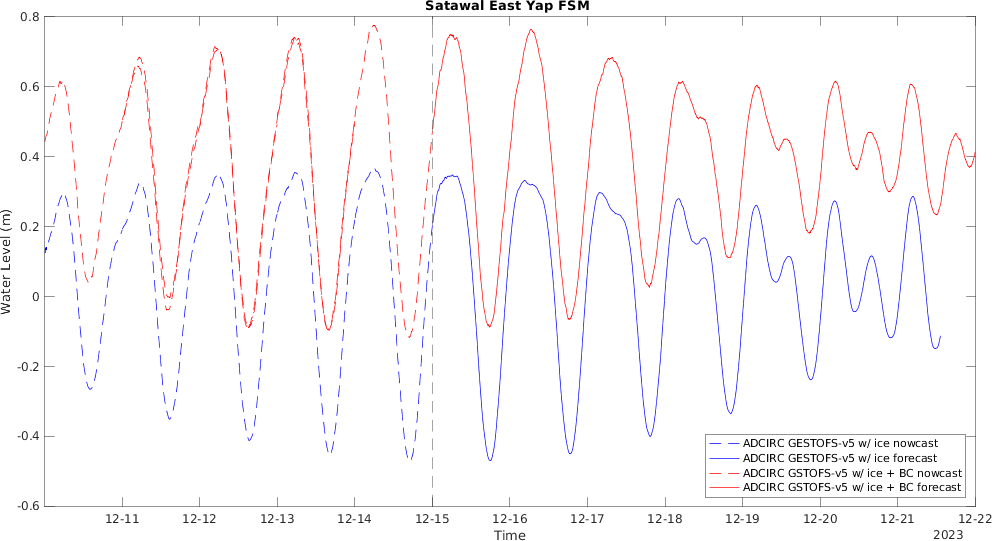 Satawal East Yap FSM
0.8
0.6
0.4
0.2
0
-0.2
-0.4
-0.6
Water Level (m)
12-11 12-12 12-13 12-14 12-15 12-16 12-17 12-18 12-19 12-20 12-21 12-22
Time
2023
ADCIRC GESTOFS-v5 w/ ice nowcast
ADCIRC GESTOFS-v5 w/ ice forecast
ADCIRC GSTOFS-v5 w/ ice + BC nowcast
ADCIRC GSTOFS-v5 w/ ice + BC forecast